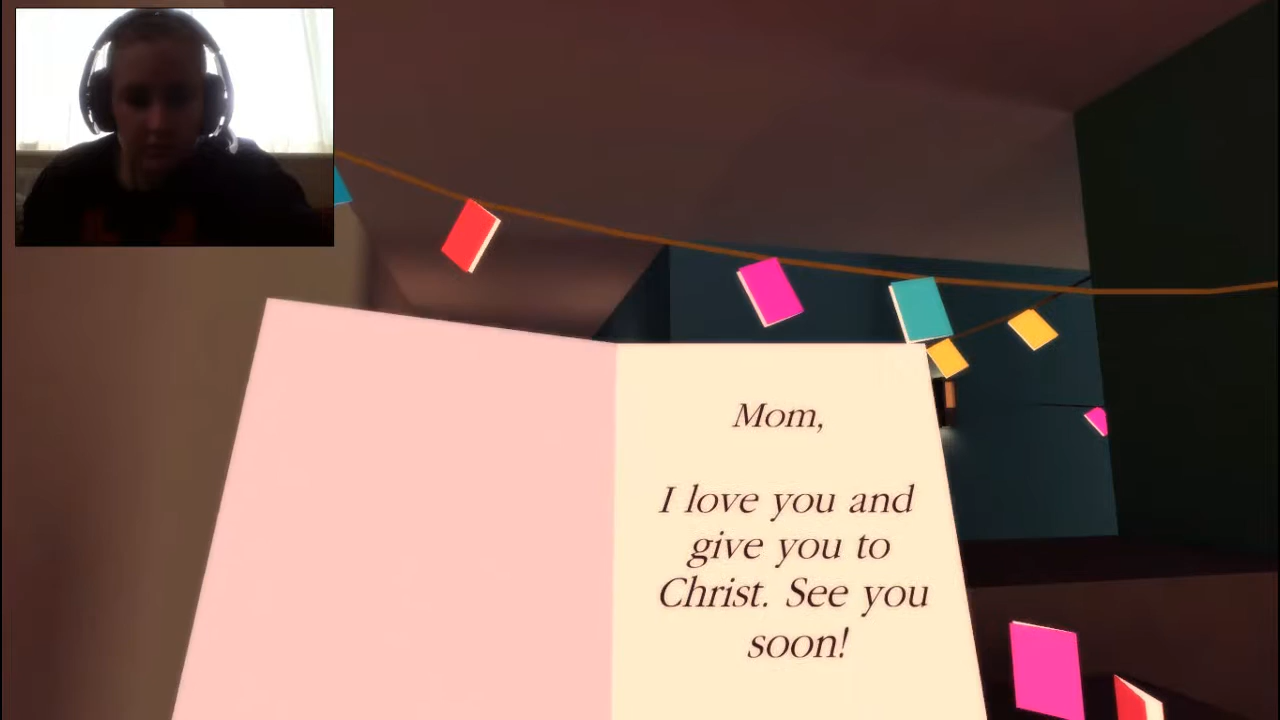 Mom,
I love you and
give you to
Christ. See you
soon!